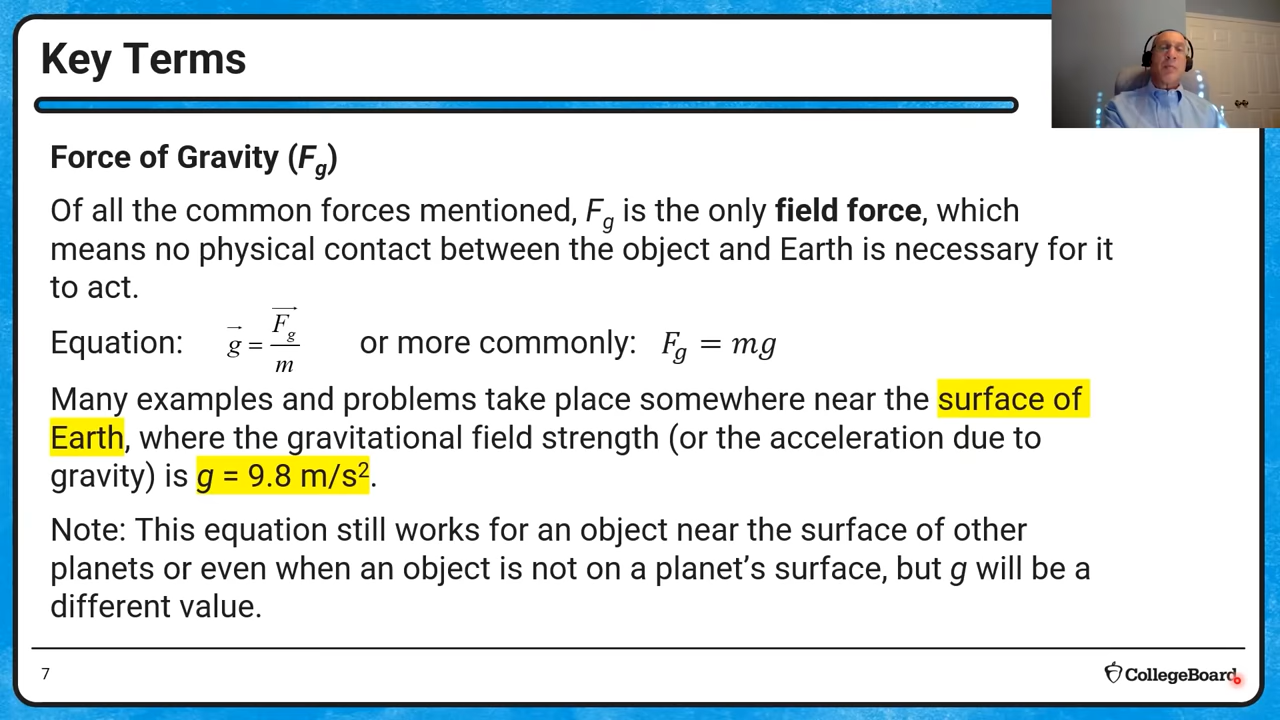 Key Terms
Force of Gravity (Fg)
Of all the common forces mentioned, Fg is the only field force, which
means no physical contact between the object and Earth is necessary for it
to act.
Equation: g⃗ = F⃗g / m or more commonly: Fg = mg
Many examples and problems take place somewhere near the surface of
Earth, where the gravitational field strength (or the acceleration due to
gravity) is g = 9.8 m/s².
Note: This equation still works for an object near the surface of other
planets or even when an object is not on a planet’s surface, but g will be a
different value.
7
CollegeBoard